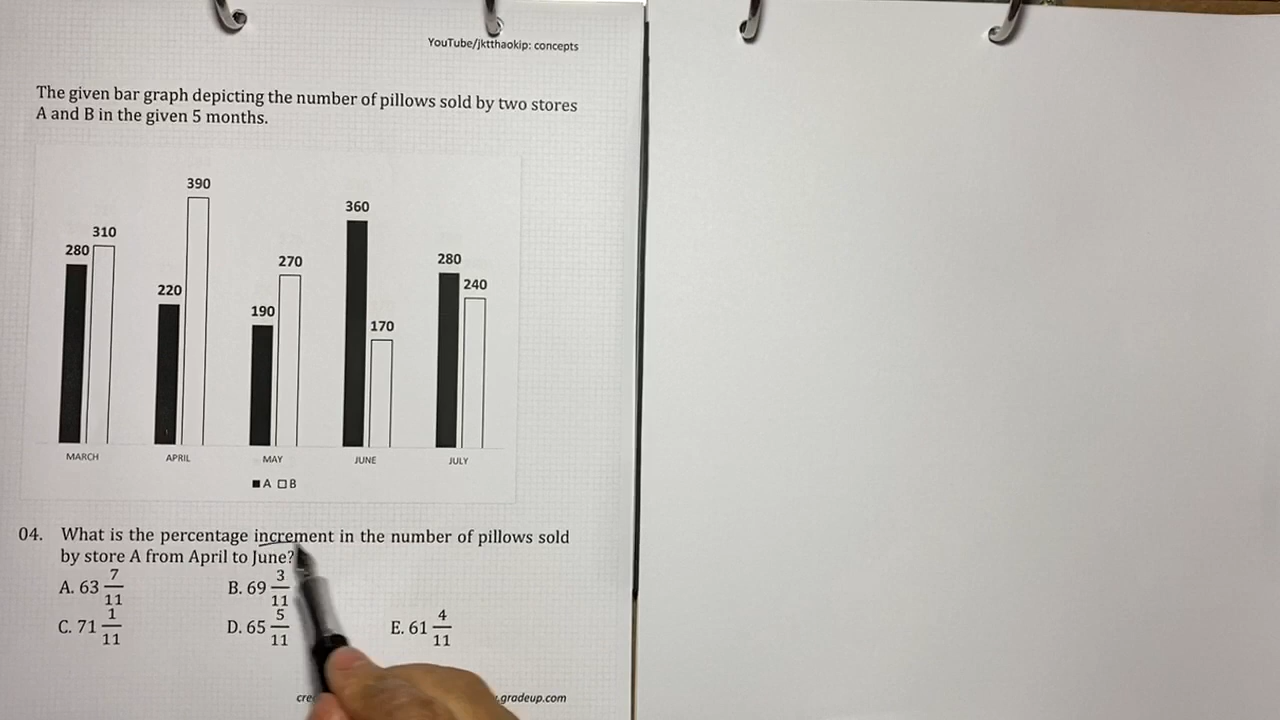 YouTube/jktthaokip: concepts
The given bar graph depicting the number of pillows sold by two stores
A and B in the given 5 months.
390
360
310
280
270
280
220
240
190
170
MARCH APRIL MAY JUNE JULY
■A □B
04. What is the percentage increment in the number of pillows sold
by store A from April to June?
A. 63 7/11 B. 69 3/11
C. 71 1/11 D. 65 5/11 E. 61 4/11
.gradeup.com